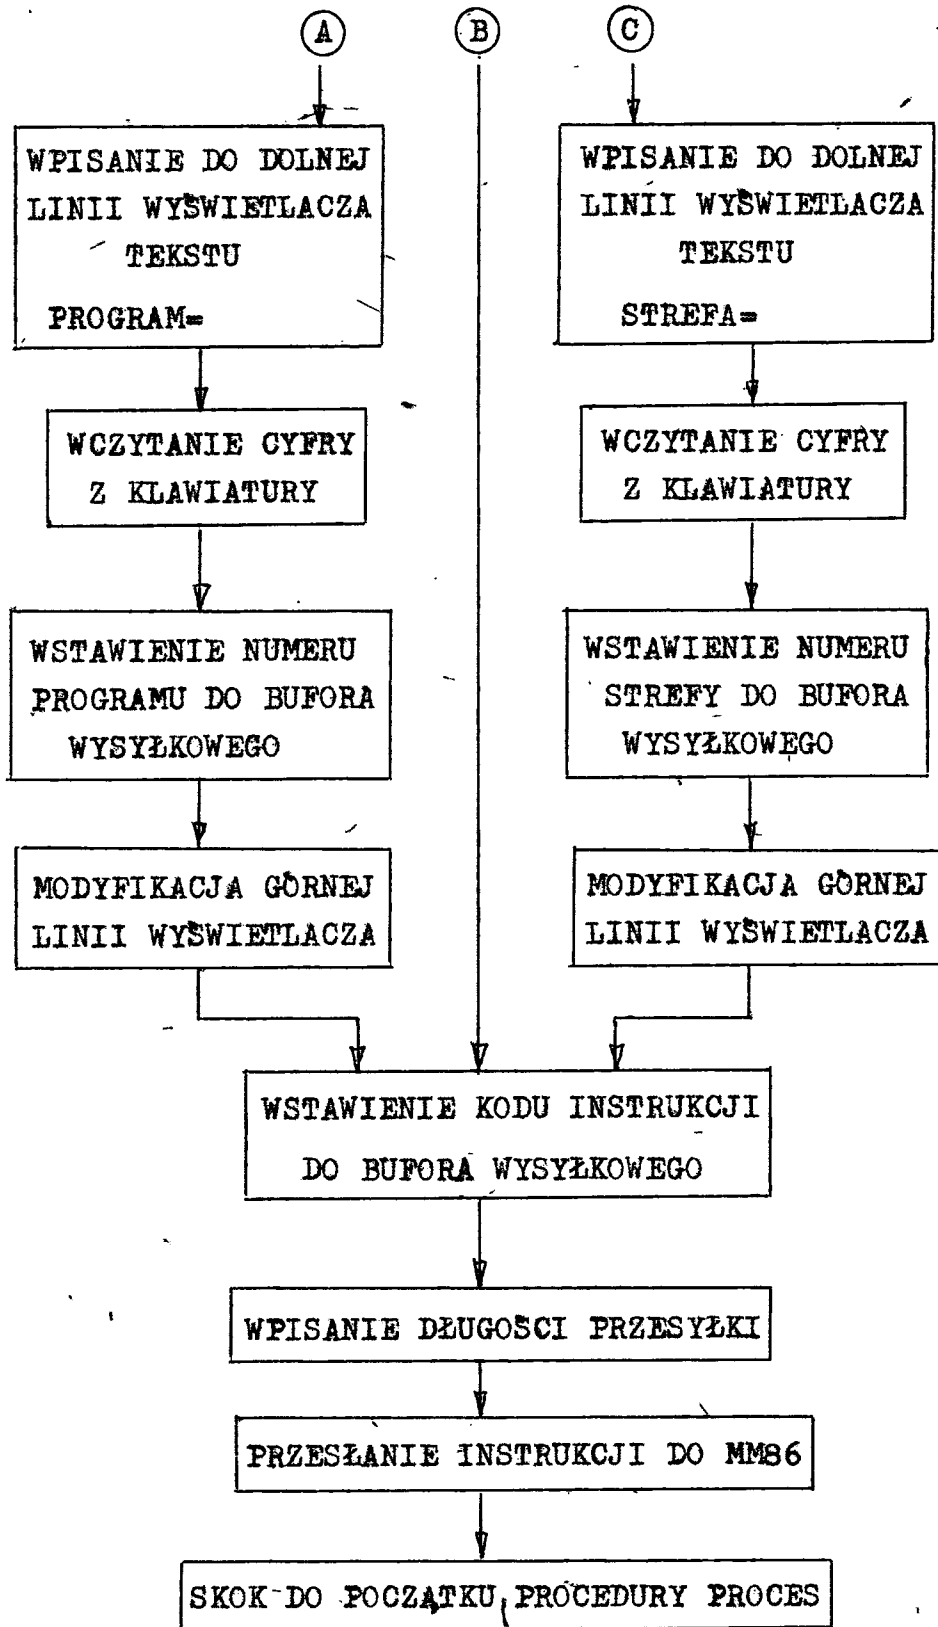 A
B
C
WPISANIE DO DOLNEJ
LINII WYŚWIETLACZA
TEKSTU
PROGRAM=
WPISANIE DO DOLNEJ
LINII WYŚWIETLACZA
TEKSTU
STREFA=
WCZYTANIE CYFRY
Z KLAWIATURY
WCZYTANIE CYFRY
Z KLAWIATURY
WSTAWIENIE NUMERU
PROGRAMU DO BUFORA
WYSYŁKOWEGO
WSTAWIENIE NUMERU
STREFY DO BUFORA
WYSYŁKOWEGO
MODYFIKACJA GÓRNEJ
LINII WYŚWIETLACZA
MODYFIKACJA GÓRNEJ
LINII WYŚWIETLACZA
WSTAWIENIE KODU INSTRUKCJI
DO BUFORA WYSYŁKOWEGO
WPISANIE DŁUGOŚCI PRZESYŁKI
PRZESŁANIE INSTRUKCJI DO MM86
SKOK DO POCZĄTKU PROCEDURY PROCES